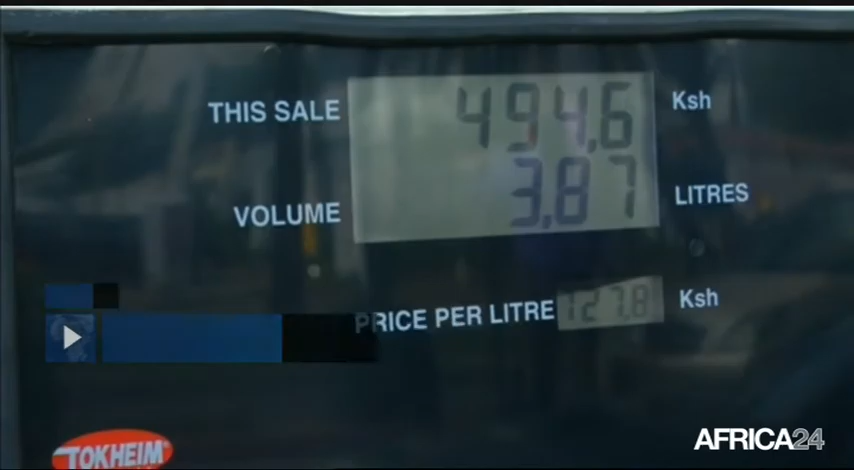 THIS SALE 494.6 Ksh
VOLUME 3.87 LITRES
PRICE PER LITRE 127.8 Ksh
TOKHEIM
AFRICA24